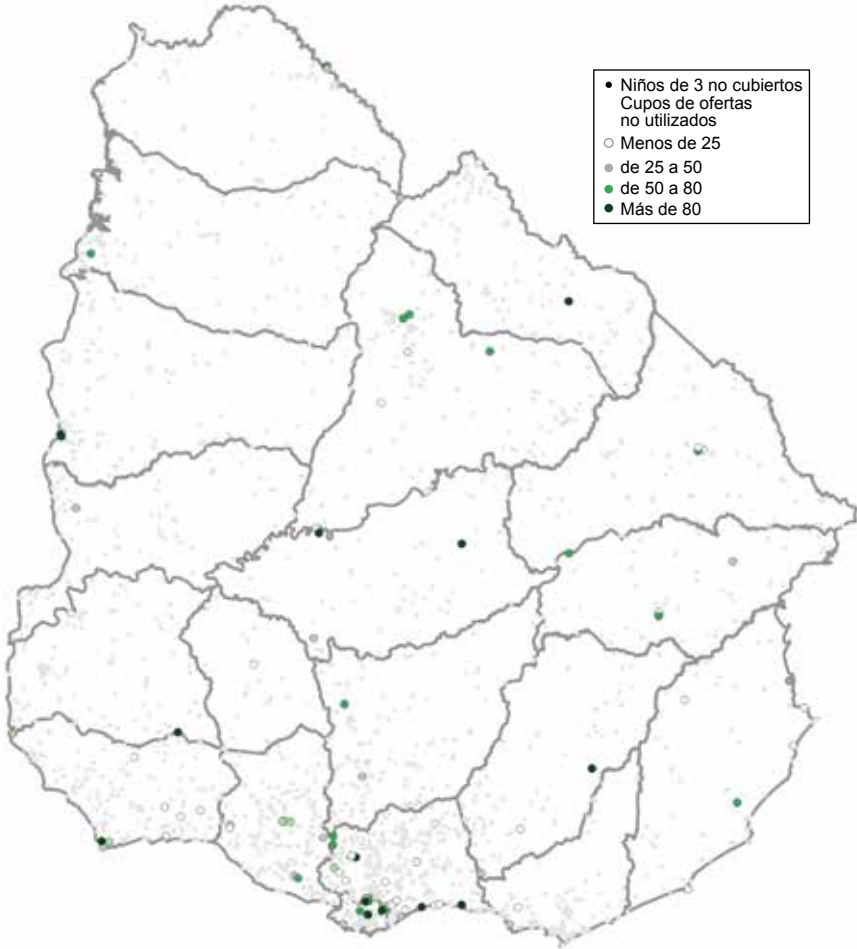 Niños de 3 no cubiertos
Cupos de ofertas
no utilizados
Menos de 25
de 25 a 50
de 50 a 80
Más de 80